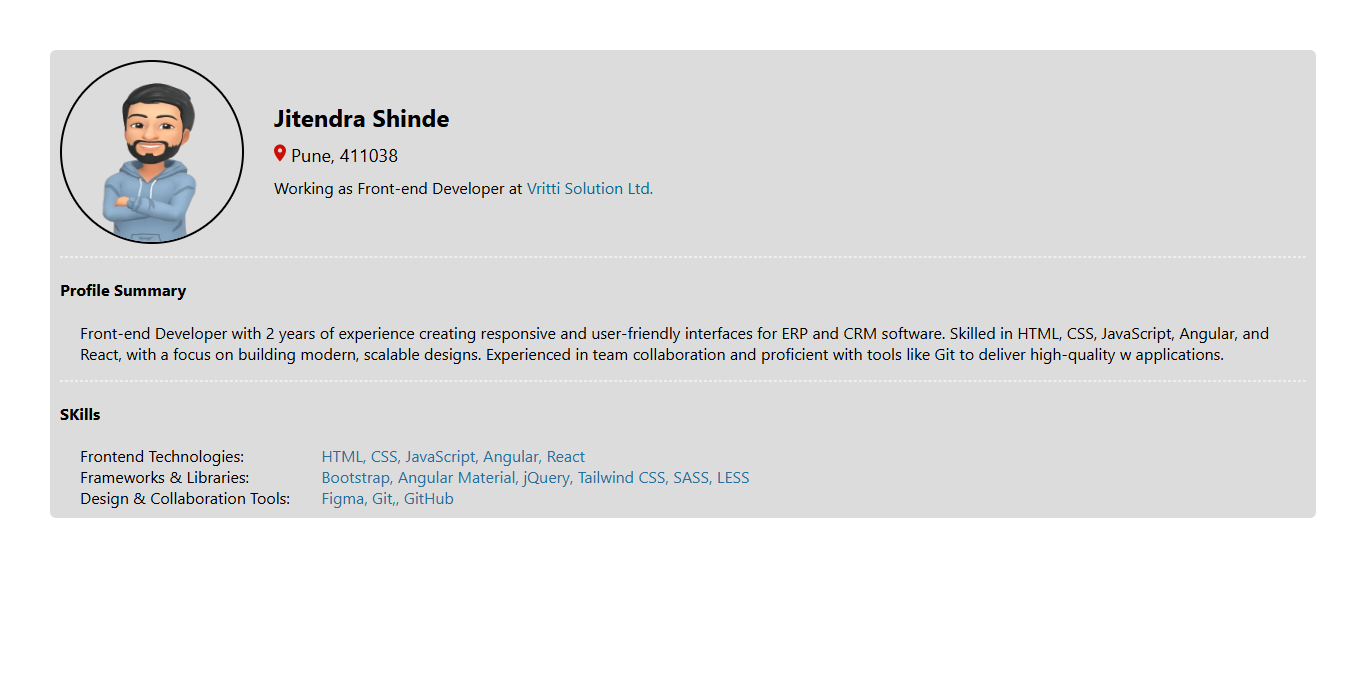 Jitendra Shinde
Pune, 411038
Working as Front-end Developer at Vritti Solution Ltd.
Profile Summary
Front-end Developer with 2 years of experience creating responsive and user-friendly interfaces for ERP and CRM software. Skilled in HTML, CSS, JavaScript, Angular, and
React, with a focus on building modern, scalable designs. Experienced in team collaboration and proficient with tools like Git to deliver high-quality w applications.
SKills
Frontend Technologies: HTML, CSS, JavaScript, Angular, React
Frameworks & Libraries: Bootstrap, Angular Material, jQuery, Tailwind CSS, SASS, LESS
Design & Collaboration Tools: Figma, Git,, GitHub